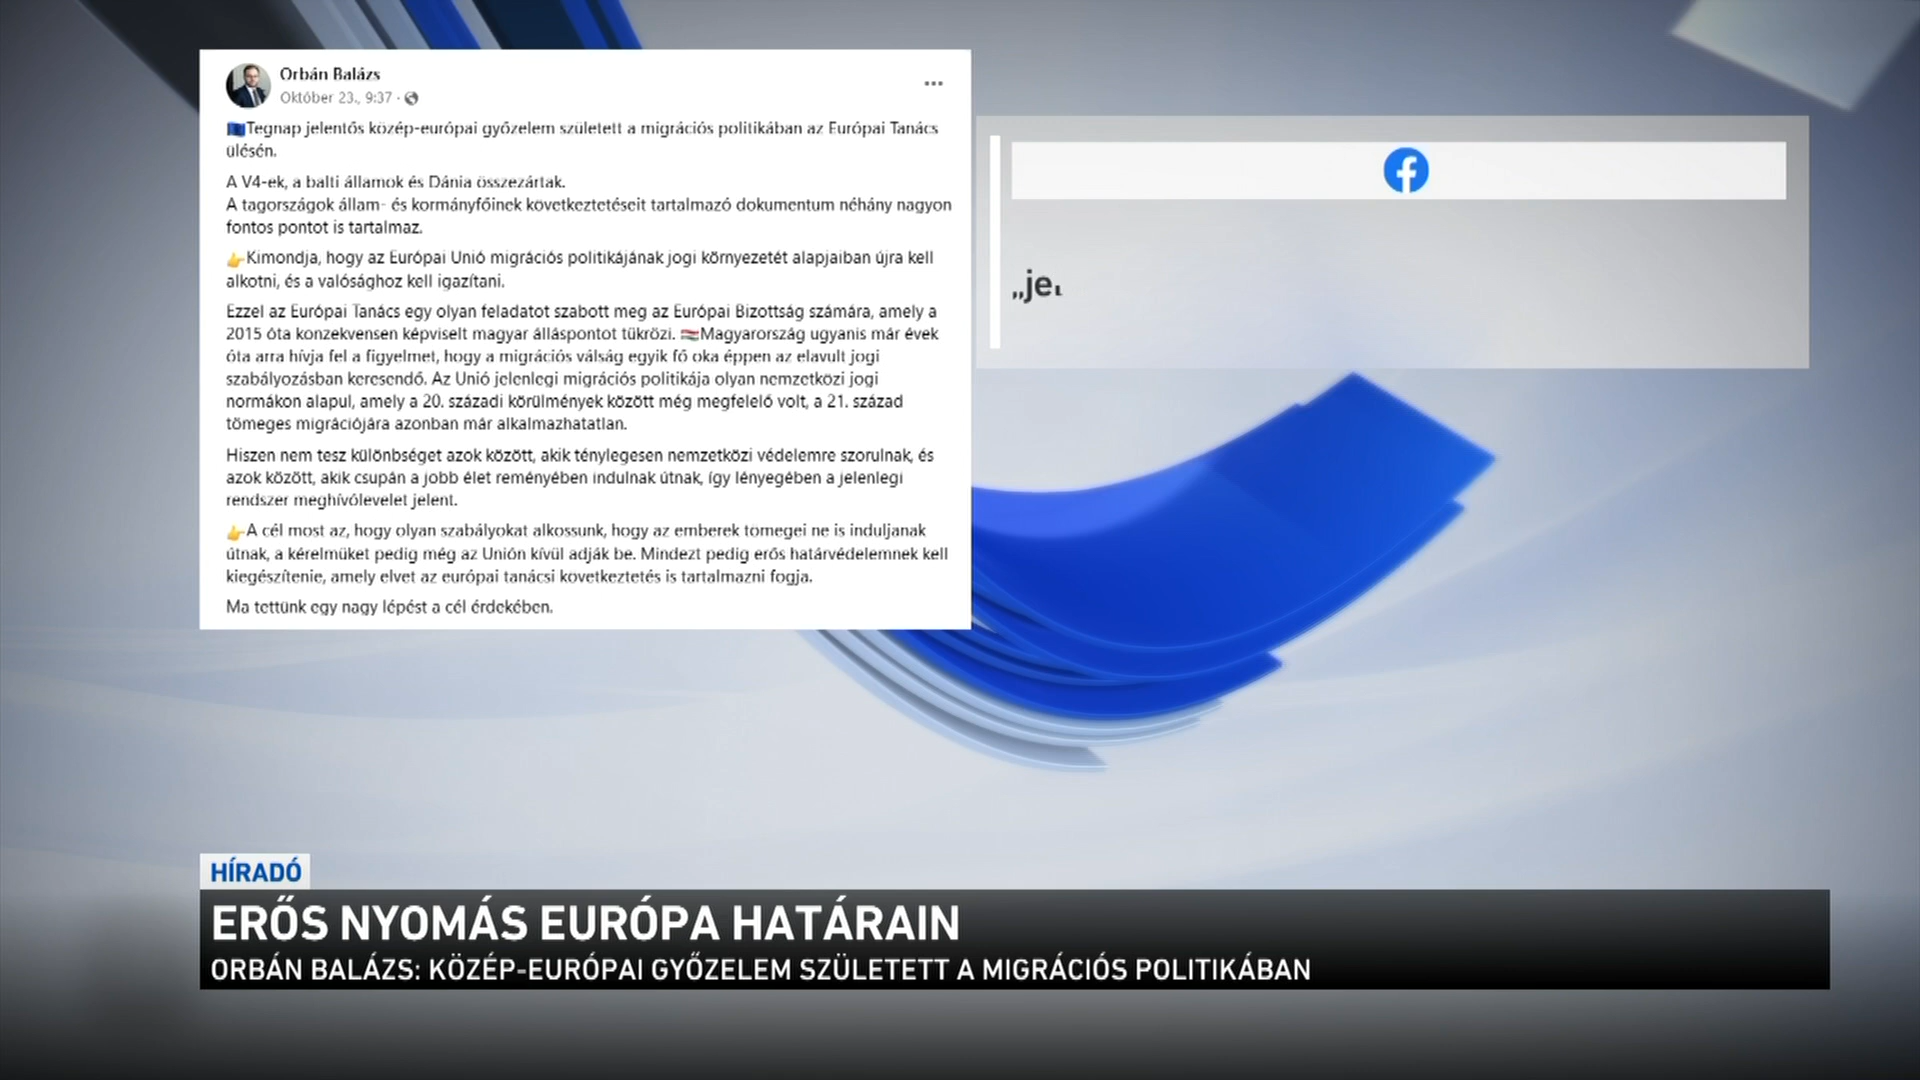 Orbán Balázs
Október 23., 9:37 ·
Tegnap jelentős közép-európai győzelem született a migrációs politikában az Európai Tanács
ülésén.
A V4-ek, a balti államok és Dánia összezártak.
A tagországok állam- és kormányfőinek következtetéseit tartalmazó dokumentum néhány nagyon
fontos pontot is tartalmaz.
👉Kimondja, hogy az Európai Unió migrációs politikájának jogi környezetét alapjaiban újra kell
alkotni, és a valósághoz kell igazítani.
Ezzel az Európai Tanács egy olyan feladatot szabott meg az Európai Bizottság számára, amely a
2015 óta konzekvensen képviselt magyar álláspontot tükrözi. Magyarország ugyanis már évek
óta arra hívja fel a figyelmet, hogy a migrációs válság egyik fő oka éppen az elavult jogi
szabályozásban keresendő. Az Unió jelenlegi migrációs politikája olyan nemzetközi jogi
normákon alapul, amely a 20. századi körülmények között még megfelelő volt, a 21. század
tömeges migrációjára azonban már alkalmazhatatlan.
Hiszen nem tesz különbséget azok között, akik ténylegesen nemzetközi védelemre szorulnak, és
azok között, akik csupán a jobb élet reményében indulnak útnak, így lényegében a jelenlegi
rendszer meghívólevelet jelent.
👉A cél most az, hogy olyan szabályokat alkossunk, hogy az emberek tömegei ne is induljanak
útnak, a kérelmüket pedig még az Unión kívül adják be. Mindezt pedig erős határvédelemnek kell
kiegészítenie, amely elvet az európai tanácsi következtetés is tartalmazni fogja.
Ma tettünk egy nagy lépést a cél érdekében.
„je
HÍRADÓ
ERŐS NYOMÁS EURÓPA HATÁRAIN
ORBÁN BALÁZS: KÖZÉP-EURÓPAI GYŐZELEM SZÜLETETT A MIGRÁCIÓS POLITIKÁBAN